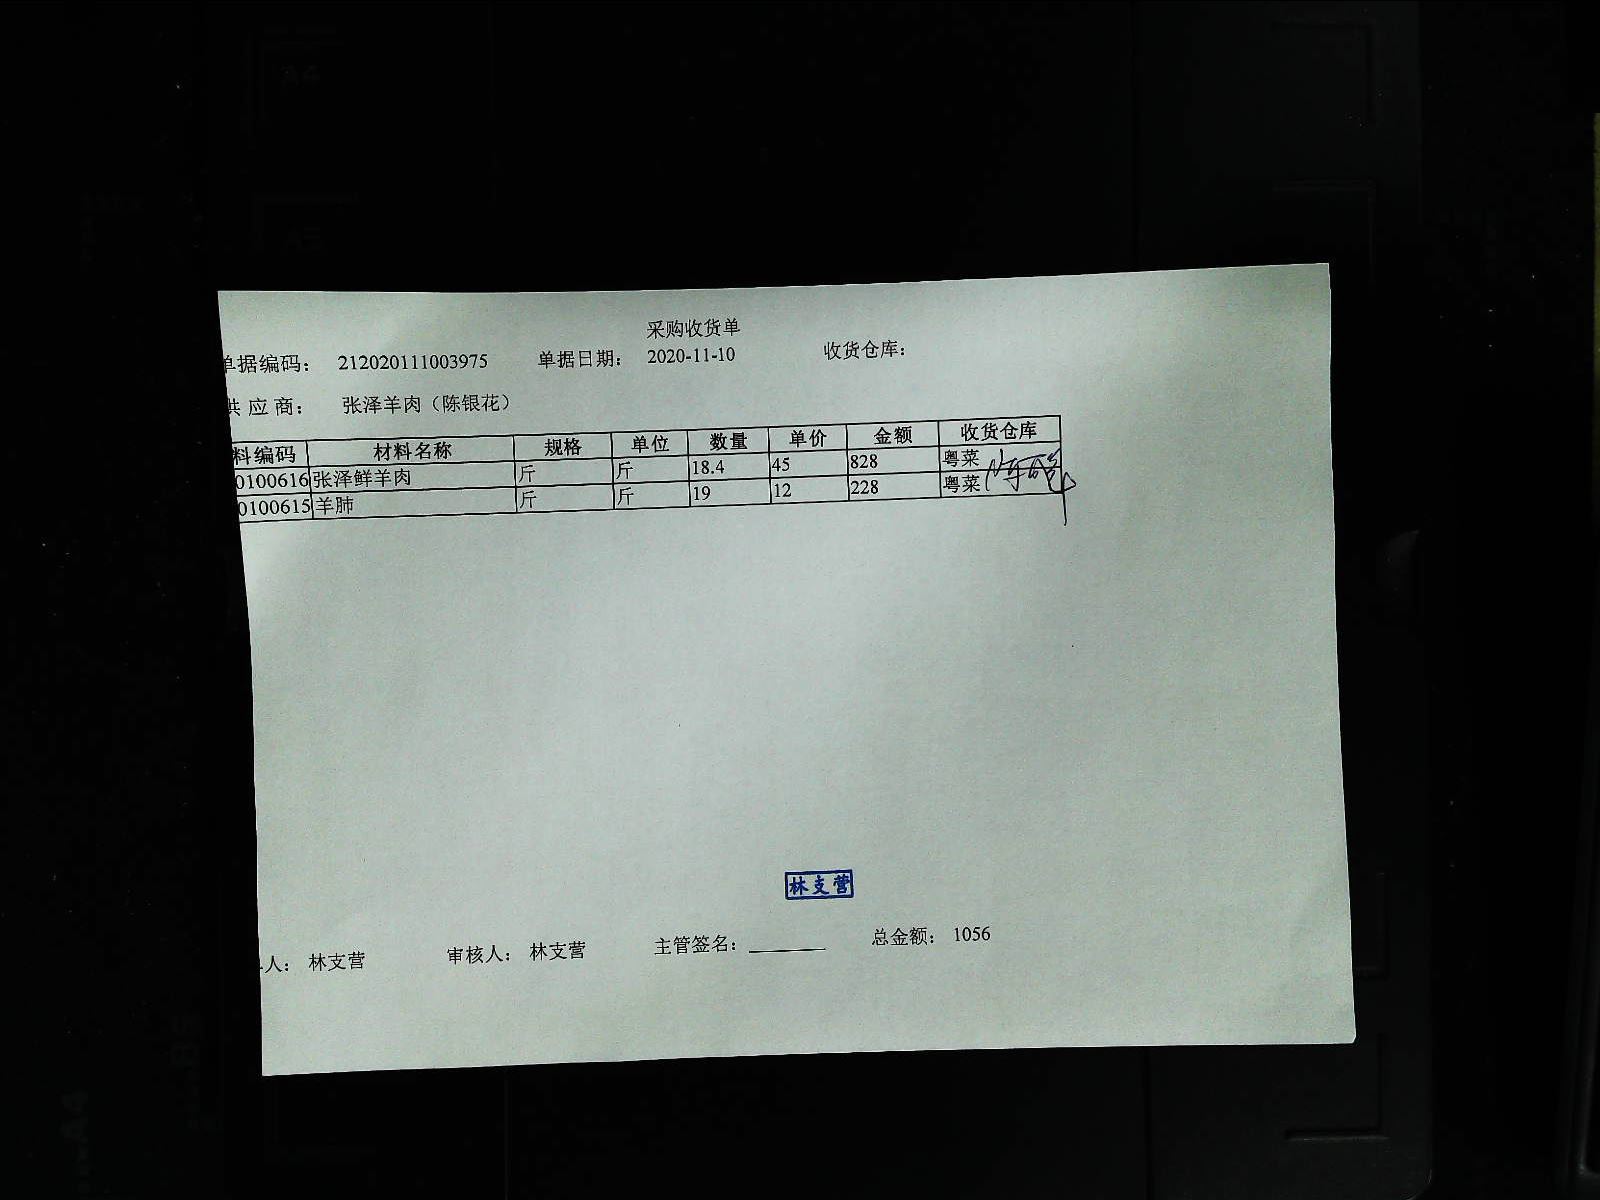 采购收货单
单据编码： 212020111003975 单据日期： 2020-11-10 收货仓库：
供应商： 张泽羊肉（陈银花）
料编码 材料名称 规格 单位 数量 单价 金额 收货仓库
0100616 张泽鲜羊肉 斤 斤 18.4 45 828 粤菜
0100615 羊肺 斤 斤 19 12 228 粤菜
林支营
人： 林支营 审核人： 林支营 主管签名： 总金额： 1056